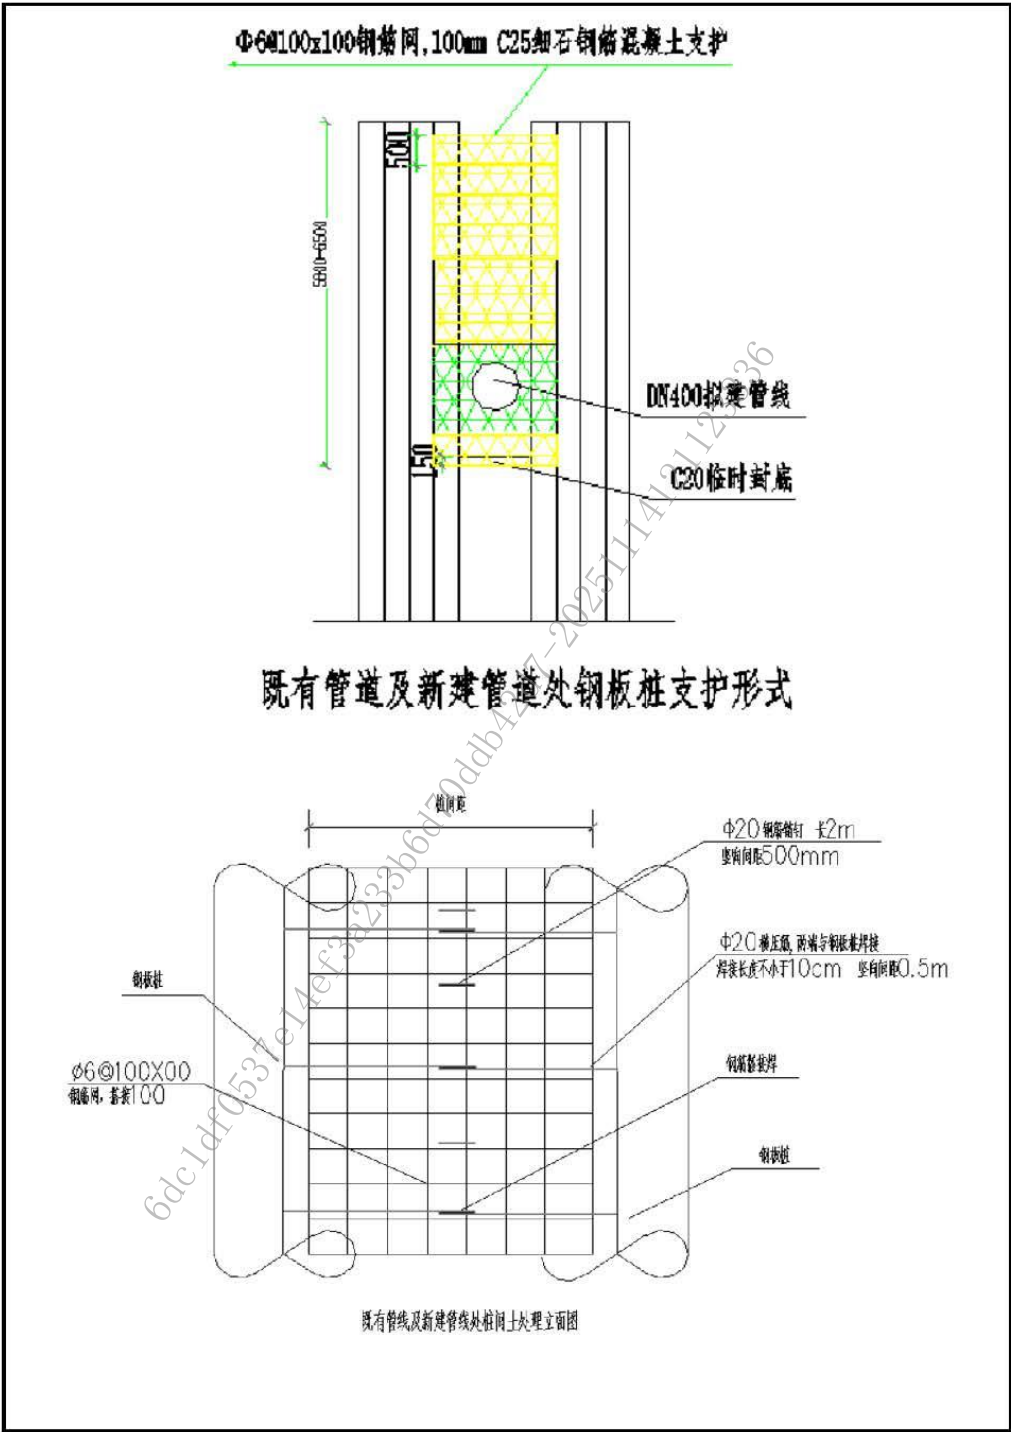 Φ6@100x100钢筋网,100mm C25细石钢筋混凝土支护
500
5980-6500
DN400拟建管线
150
C20临时封底
既有管道及新建管道处钢板桩支护形式
桩间距
Φ20钢筋锚钉 长2m
竖向间距500mm
Φ20横压筋,两端与钢板桩焊接
焊接长度不小于10cm 竖向间距0.5m
钢板桩
钢筋搭接焊
φ6@100X00
钢筋网,搭接100
钢板桩
既有管线及新建管线处桩间土处理立面图